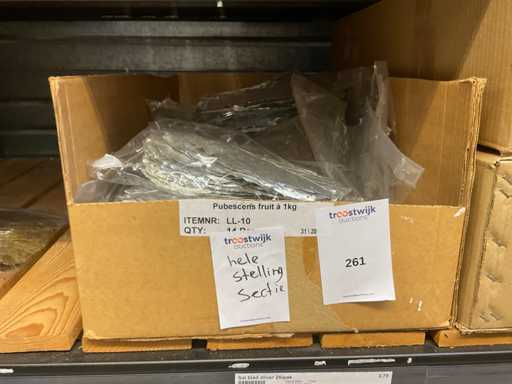 Pubescens fruit à 1kg
ITEMNR: LL-10
QTY:
troostwijk
auctions
hele
stelling
sectie
troostwijk
auctions
261